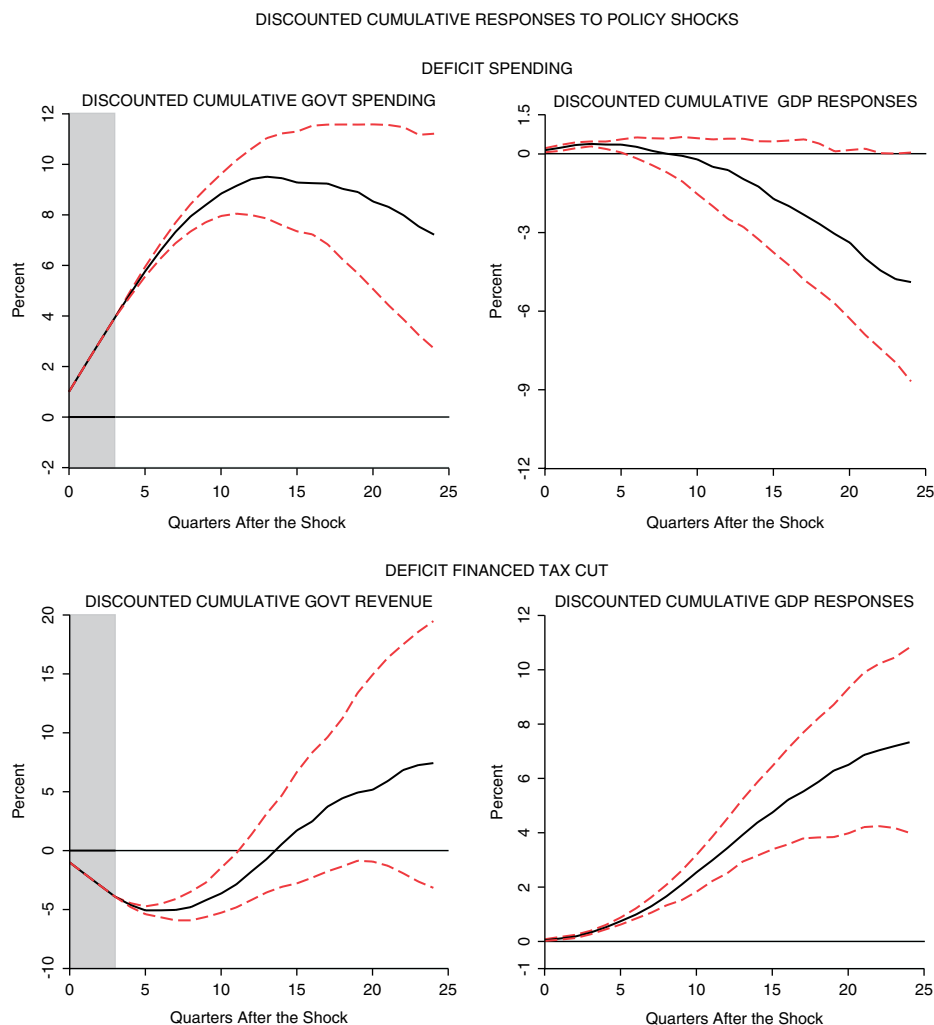 DISCOUNTED CUMULATIVE RESPONSES TO POLICY SHOCKS
DEFICIT SPENDING
DISCOUNTED CUMULATIVE GOVT SPENDING
12
10
8
6
4
2
0
-2
Percent
0 5 10 15 20 25
Quarters After the Shock
DISCOUNTED CUMULATIVE GDP RESPONSES
1.5
0
-3
-6
-9
-12
Percent
0 5 10 15 20 25
Quarters After the Shock
DEFICIT FINANCED TAX CUT
DISCOUNTED CUMULATIVE GOVT REVENUE
20
15
10
5
0
-5
-10
Percent
0 5 10 15 20 25
Quarters After the Shock
DISCOUNTED CUMULATIVE GDP RESPONSES
12
10
8
6
4
2
0
-1
Percent
0 5 10 15 20 25
Quarters After the Shock